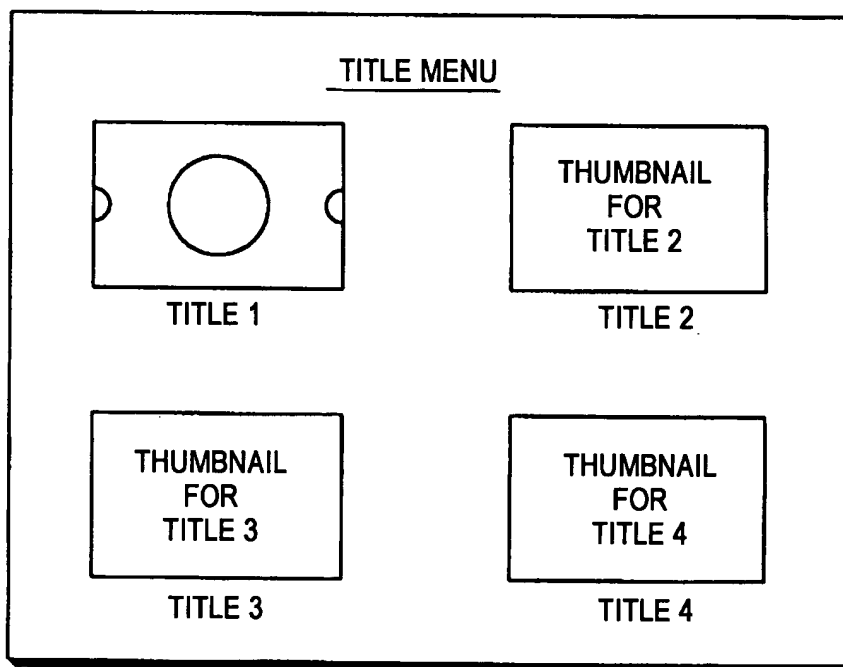 TITLE MENU
TITLE 1
THUMBNAIL
FOR
TITLE 2
TITLE 2
THUMBNAIL
FOR
TITLE 3
TITLE 3
THUMBNAIL
FOR
TITLE 4
TITLE 4